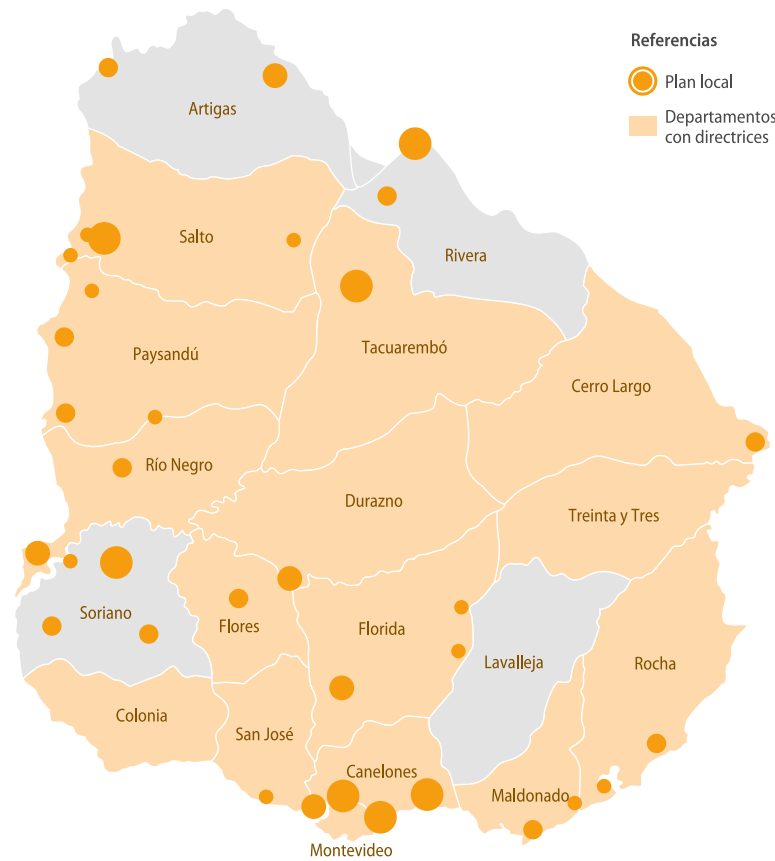 Referencias
Plan local
Departamentos
con directrices
Artigas
Salto
Rivera
Paysandú
Tacuarembó
Cerro Largo
Río Negro
Durazno
Treinta y Tres
Soriano
Flores
Florida
Lavalleja
Rocha
Colonia
San José
Canelones
Maldonado
Montevideo